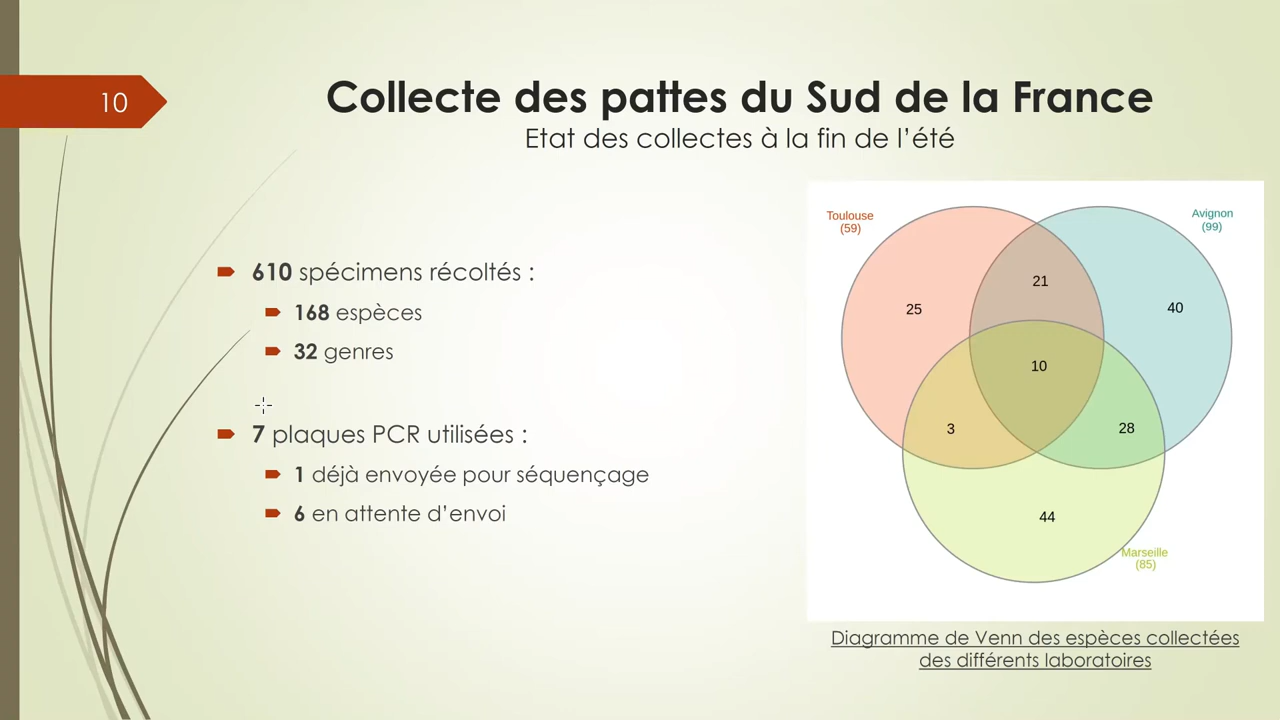 10
Collecte des pattes du Sud de la France
Etat des collectes à la fin de l’été
610 spécimens récoltés :
168 espèces
32 genres
7 plaques PCR utilisées :
1 déjà envoyée pour séquençage
6 en attente d’envoi
Toulouse
(59)
Avignon
(99)
21
25
40
10
3
28
44
Marseille
(85)
Diagramme de Venn des espèces collectées
des différents laboratoires